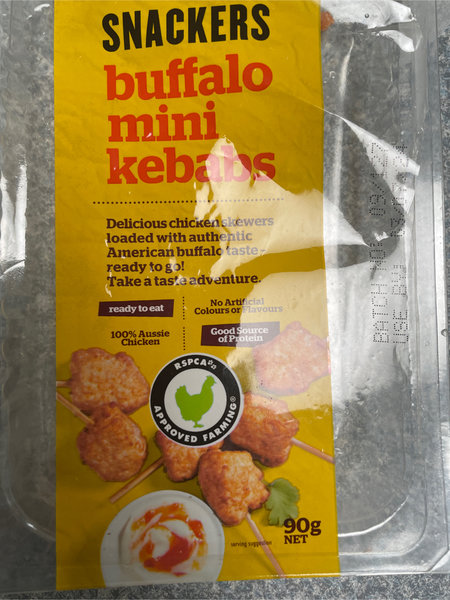 SNACKERS
buffalo
mini
kebabs
Delicious chicken skewers
loaded with authentic
American buffalo taste -
ready to go!
Take a taste adventure.
ready to eat
No Artificial
Colours or Flavours
100% Aussie
Chicken
Good Source
of Protein
RSPCA
APPROVED FARMING®
serving suggestion
90g
NET
BATCH NO:
USE BY